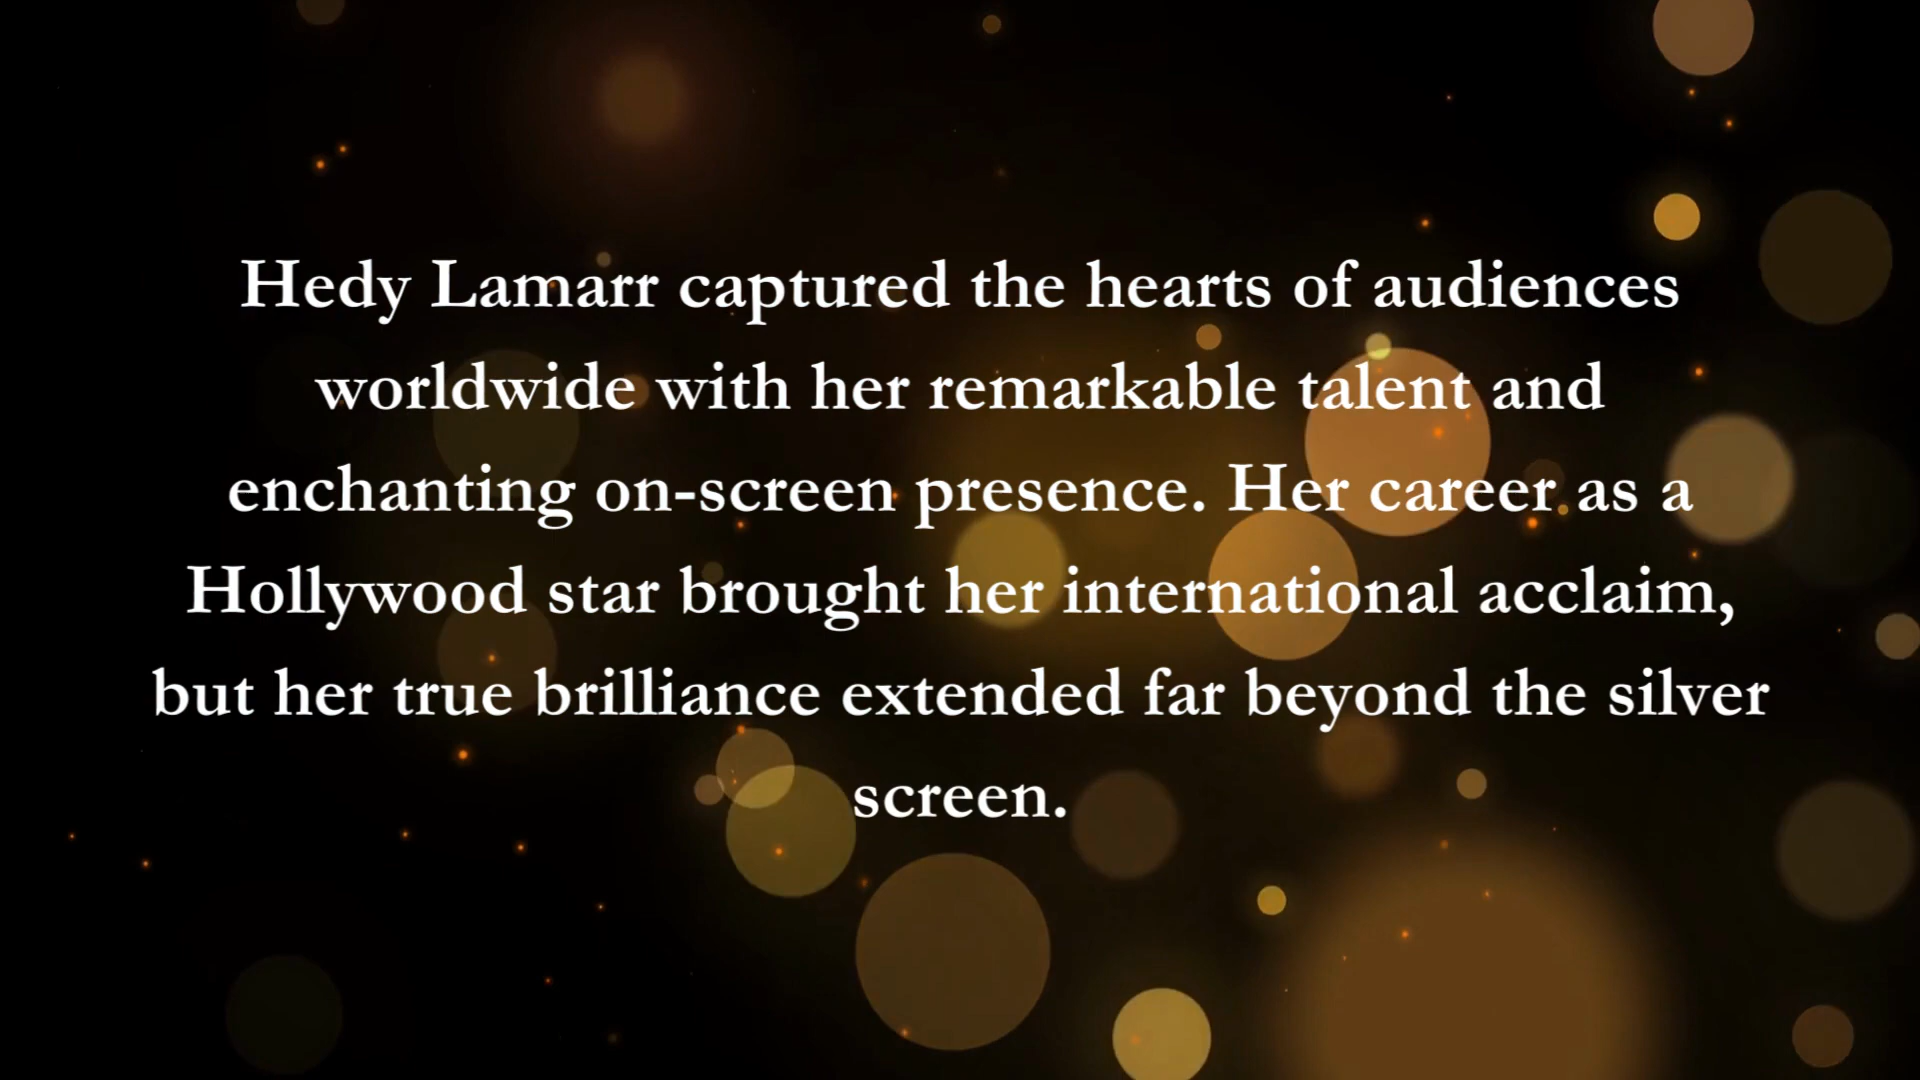 Hedy Lamarr captured the hearts of audiences
worldwide with her remarkable talent and
enchanting on-screen presence. Her career as a
Hollywood star brought her international acclaim,
but her true brilliance extended far beyond the silver
screen.